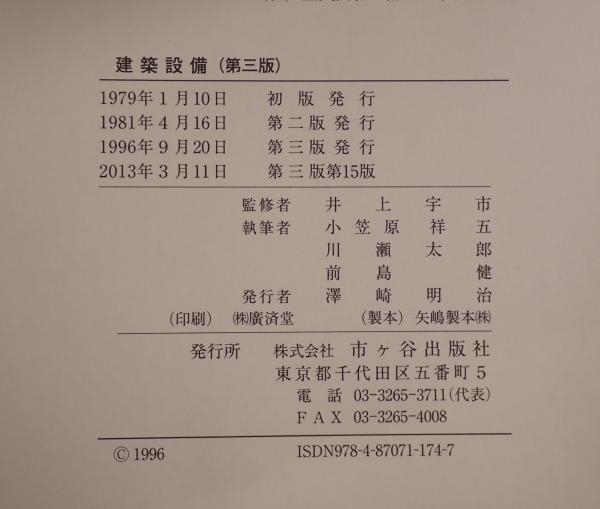 建築設備（第三版）
1979年1月10日 初版発行
1981年4月16日 第二版発行
1996年9月20日 第三版発行
2013年3月11日 第三版第15版
監修者 井上宇市
執筆者 小笠原祥五
川瀬太郎
前島健
発行者 澤崎明治
（印刷）㈱廣済堂 （製本）矢嶋製本㈱
発行所 株式会社 市ヶ谷出版社
東京都千代田区五番町5
電話 03-3265-3711（代表）
FAX 03-3265-4008
© 1996 ISDN978-4-87071-174-7